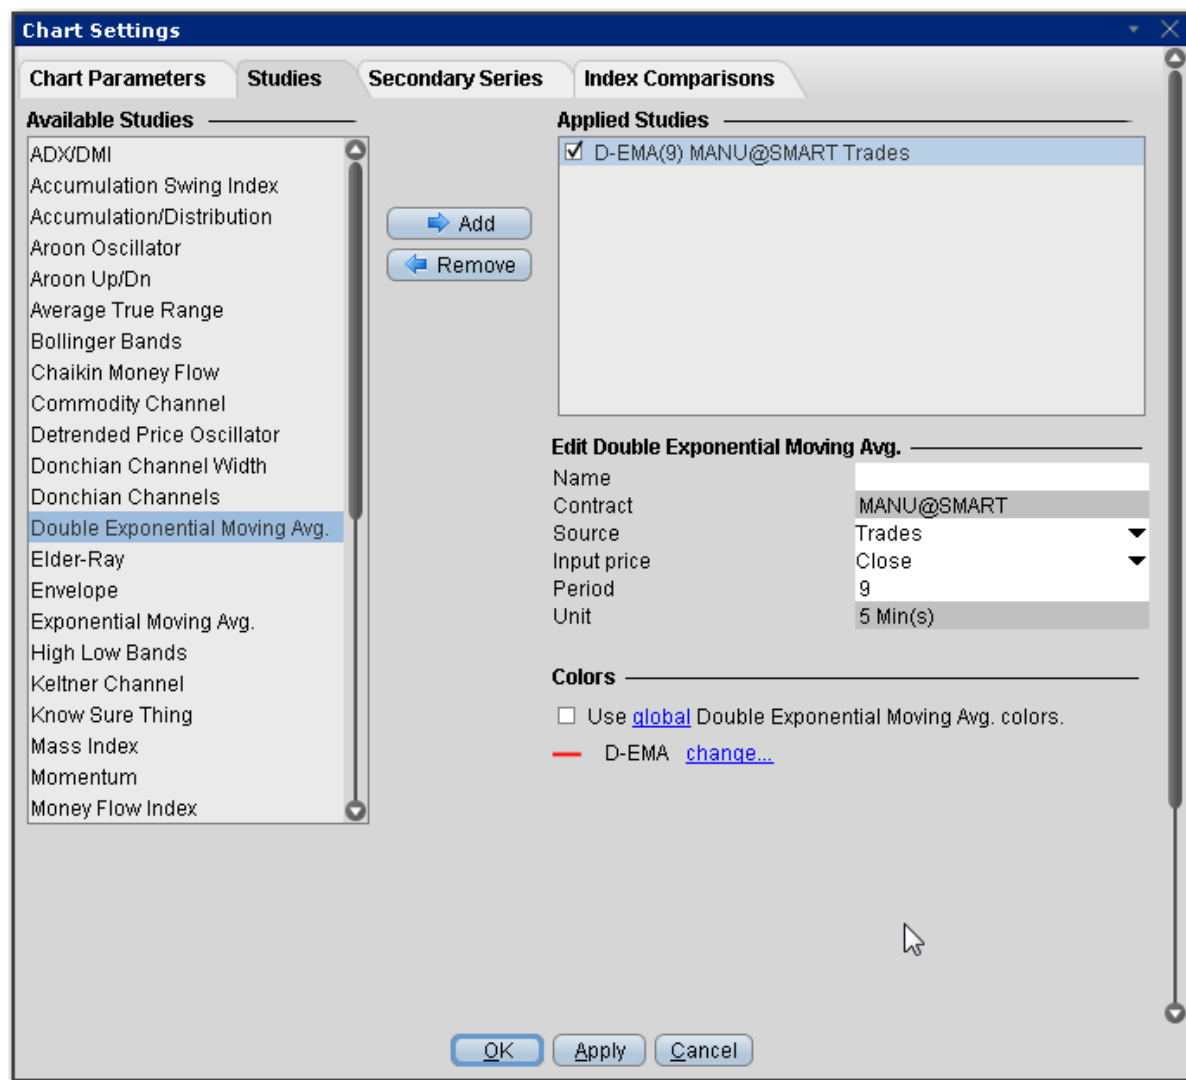 Chart Settings
Chart Parameters
Studies
Secondary Series
Index Comparisons
Available Studies
ADX/DMI
Accumulation Swing Index
Accumulation/Distribution
Aroon Oscillator
Aroon Up/Dn
Average True Range
Bollinger Bands
Chaikin Money Flow
Commodity Channel
Detrended Price Oscillator
Donchian Channel Width
Donchian Channels
Double Exponential Moving Avg.
Elder-Ray
Envelope
Exponential Moving Avg.
High Low Bands
Keltner Channel
Know Sure Thing
Mass Index
Momentum
Money Flow Index
Add
Remove
Applied Studies
D-EMA(9) MANU@SMART Trades
Edit Double Exponential Moving Avg.
Name
Contract MANU@SMART
Source Trades
Input price Close
Period 9
Unit 5 Min(s)
Colors
Use global Double Exponential Moving Avg. colors.
D-EMA change...
OK Apply Cancel